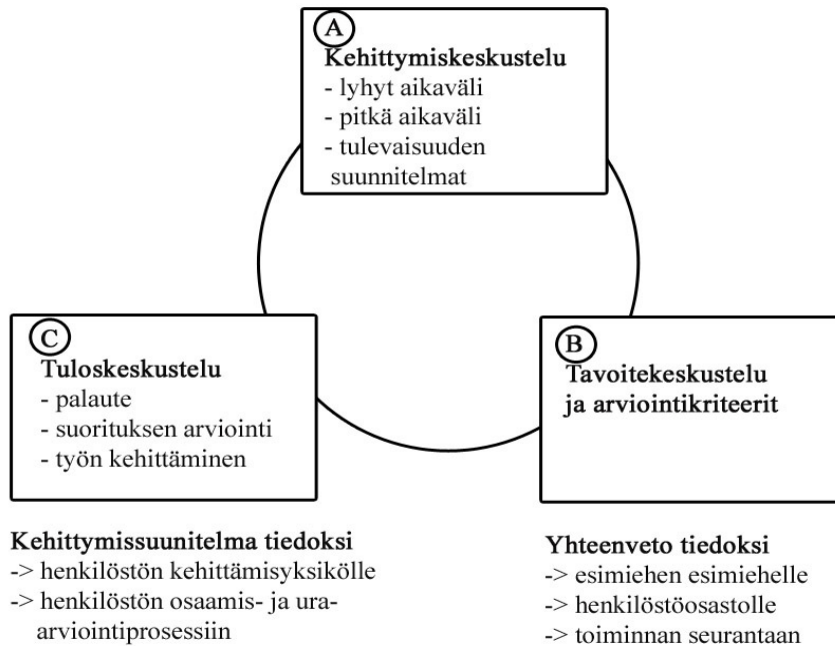 A
Kehittymiskeskustelu
- lyhyt aikaväli
- pitkä aikaväli
- tulevaisuuden
suunnitelmat
C
Tuloskeskustelu
- palaute
- suorituksen arviointi
- työn kehittäminen
B
Tavoitekeskustelu
ja arviointikriteerit
Kehittymissuunitelma tiedoksi
-> henkilöstön kehittämisyksikölle
-> henkilöstön osaamis- ja ura-
arviointiprosessiin
Yhteenveto tiedoksi
-> esimiehen esimiehelle
-> henkilöstöosastolle
-> toiminnan seurantaan